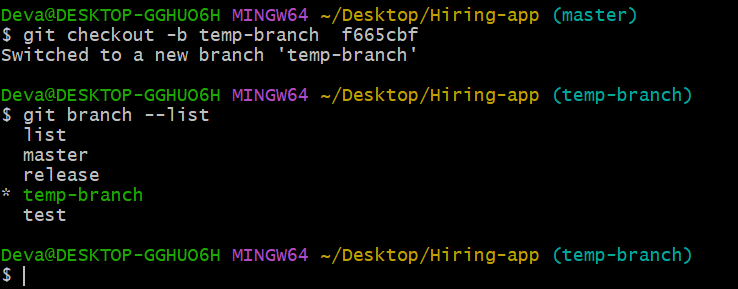 Deva@DESKTOP-GGHUO6H MINGW64 ~/Desktop/Hiring-app (master)
$ git checkout -b temp-branch  f665cbf
Switched to a new branch 'temp-branch'
Deva@DESKTOP-GGHUO6H MINGW64 ~/Desktop/Hiring-app (temp-branch)
$ git branch --list
  list
  master
  release
* temp-branch
  test
Deva@DESKTOP-GGHUO6H MINGW64 ~/Desktop/Hiring-app (temp-branch)
$